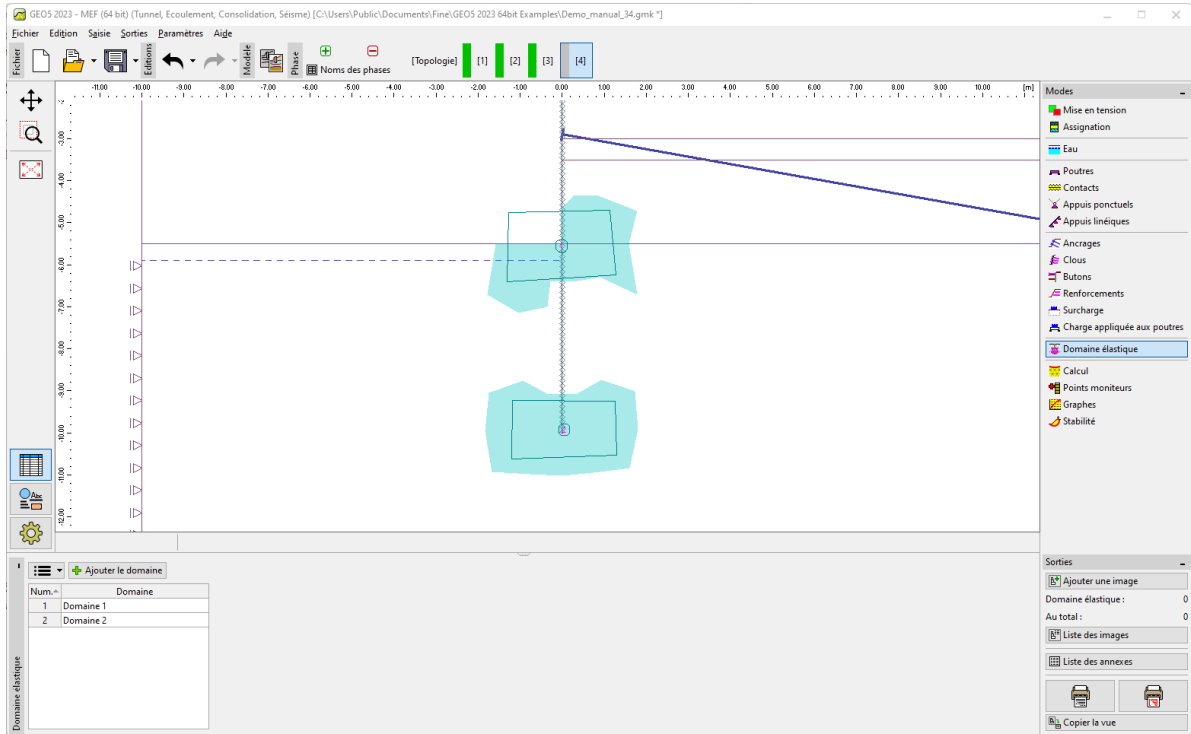 GEO5 2023 - MEF (64 bit) (Tunnel, Ecoulement, Consolidation, Séisme) [C:\Users\Public\Documents\Fine\GEO5 2023 64bit Examples\Demo_manual_34.gmk *]
Fichier Edition Saisie Sorties Paramètres Aide
Fichier
Editions
Modèle
Phase
Noms des phases
[Topologie] [1] [2] [3] [4]
-11.00 -10.00 -9.00 -8.00 -7.00 -6.00 -5.00 -4.00 -3.00 -2.00 -1.00 0.00 1.00 2.00 3.00 4.00 5.00 6.00 7.00 8.00 9.00 10.00 [m]
-3.00
-4.00
-5.00
-6.00
-7.00
-8.00
-9.00
-10.00
-11.00
-12.00
Modes
Mise en tension
Assignation
Eau
Poutres
Contacts
Appuis ponctuels
Appuis linéiques
Ancrages
Clous
Butons
Renforcements
Surcharge
Charge appliquée aux poutres
Domaine élastique
Calcul
Points moniteurs
Graphes
Stabilité
Abc
Ajouter le domaine
Num. Domaine
1 Domaine 1
2 Domaine 2
Domaine élastique
Sorties
Ajouter une image
Domaine élastique : 0
Au total : 0
Liste des images
Liste des annexes
Copier la vue